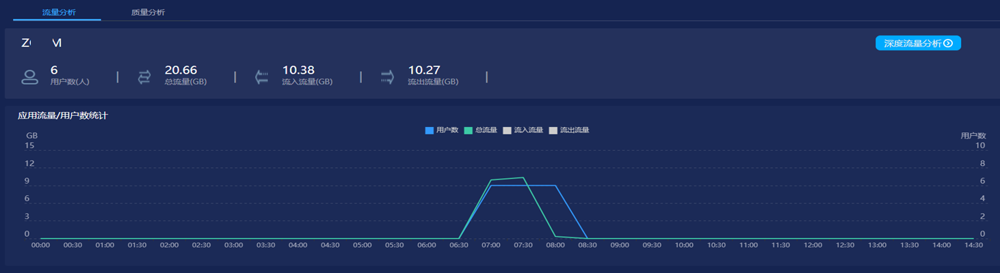 流量分析 质量分析
深度流量分析
6 20.66 10.38 10.27
用户数(人) 总流量(GB) 流入流量(GB) 流出流量(GB)
应用流量/用户数统计
用户数 总流量 流入流量 流出流量
GB 用户数
15 10
12 8
9 6
6 4
3 2
0 0
00:00 00:30 01:00 01:30 02:00 02:30 03:00 03:30 04:00 04:30 05:00 05:30 06:00 06:30 07:00 07:30 08:00 08:30 09:00 09:30 10:00 10:30 11:00 11:30 12:00 12:30 13:00 13:30 14:00 14:30